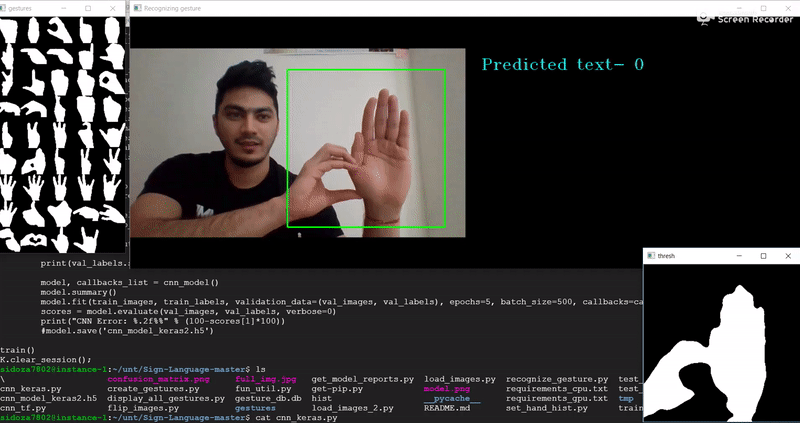 gestures
Recognizing gesture
Screen Recorder
Predicted text- 0
thresh
print(val_labels.s
model, callbacks_list = cnn_model()
model.summary()
model.fit(train_images, train_labels, validation_data=(val_images, val_labels), epochs=5, batch_size=500, callbacks=ca
scores = model.evaluate(val_images, val_labels, verbose=0)
print("CNN Error: %.2f%%" % (100-scores[1]*100))
#model.save('cnn_model_keras2.h5')
train()
K.clear_session();
sidoza7802@instance-1:~/unt/Sign-Language-master$ ls
\ confusion_matrix.png full_img.jpg get_model_reports.py load_images.py recognize_gesture.py test_
cnn_keras.py create_gestures.py fun_util.py get-pip.py model.png requirements_cpu.txt test_
cnn_model_keras2.h5 display_all_gestures.py gesture_db.db hist __pycache__ requirements_gpu.txt tmp
cnn_tf.py flip_images.py gestures load_images_2.py README.md set_hand_hist.py train
sidoza7802@instance-1:~/unt/Sign-Language-master$ cat cnn_keras.py